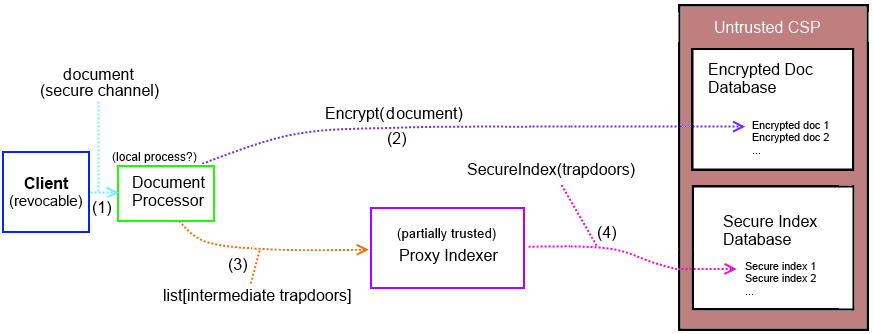 Untrusted CSP
document
(secure channel)
Encrypted Doc
Database
Encrypt(document)
(2)
Encrypted doc 1
Encrypted doc 2
...
(local process?)
Client
(revocable)
(1)
Document
Processor
SecureIndex(trapdoors)
(partially trusted)
Proxy Indexer
(3)
(4)
list[intermediate trapdoors]
Secure Index
Database
Secure index 1
Secure index 2
...